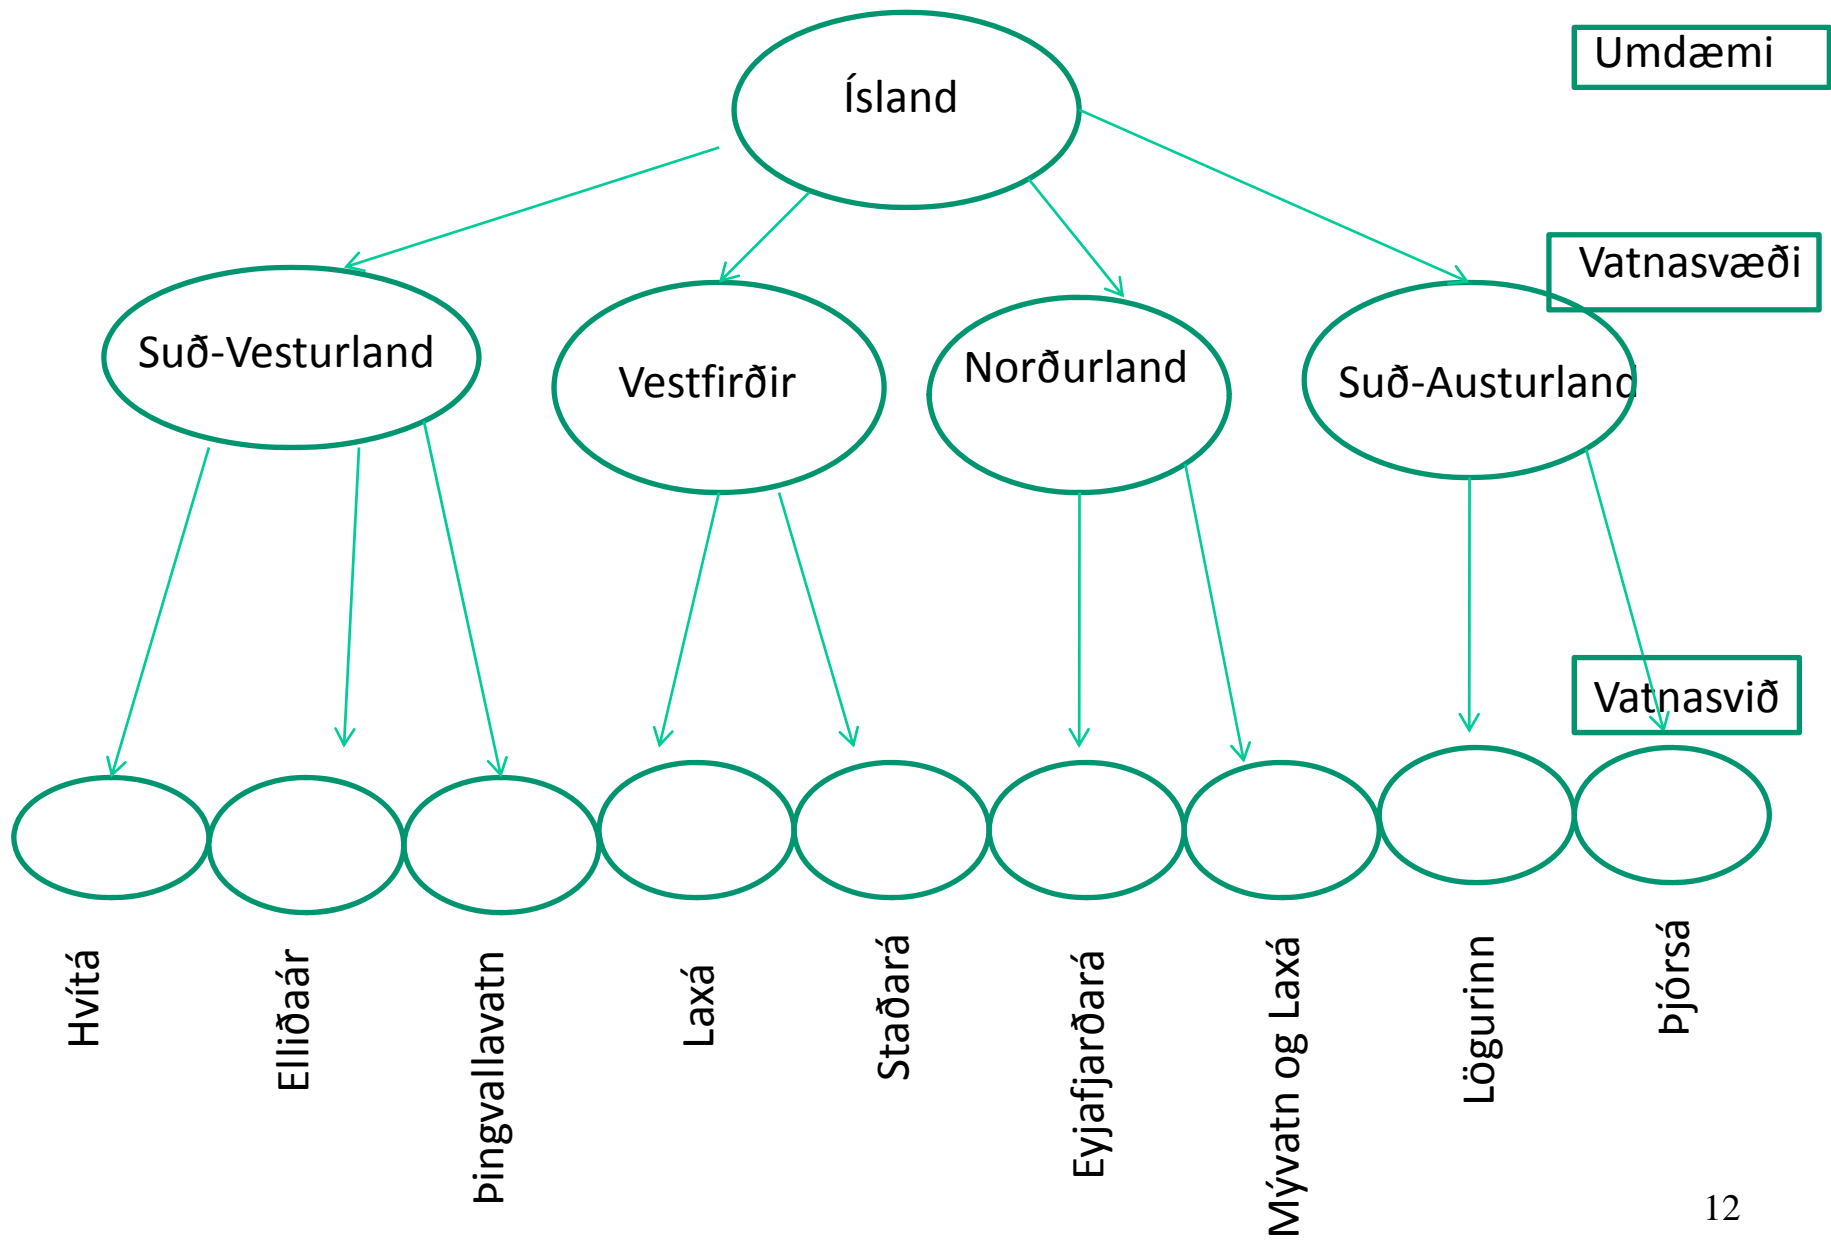 Ísland
Umdæmi
Vatnasvæði
Suð-Vesturland
Vestfirðir
Norðurland
Suð-Austurland
Vatnasvið
Hvítá
Elliðaár
Þingvallavatn
Laxá
Staðará
Eyjafjarðará
Mývatn og Laxá
Lögurinn
Þjórsá
12